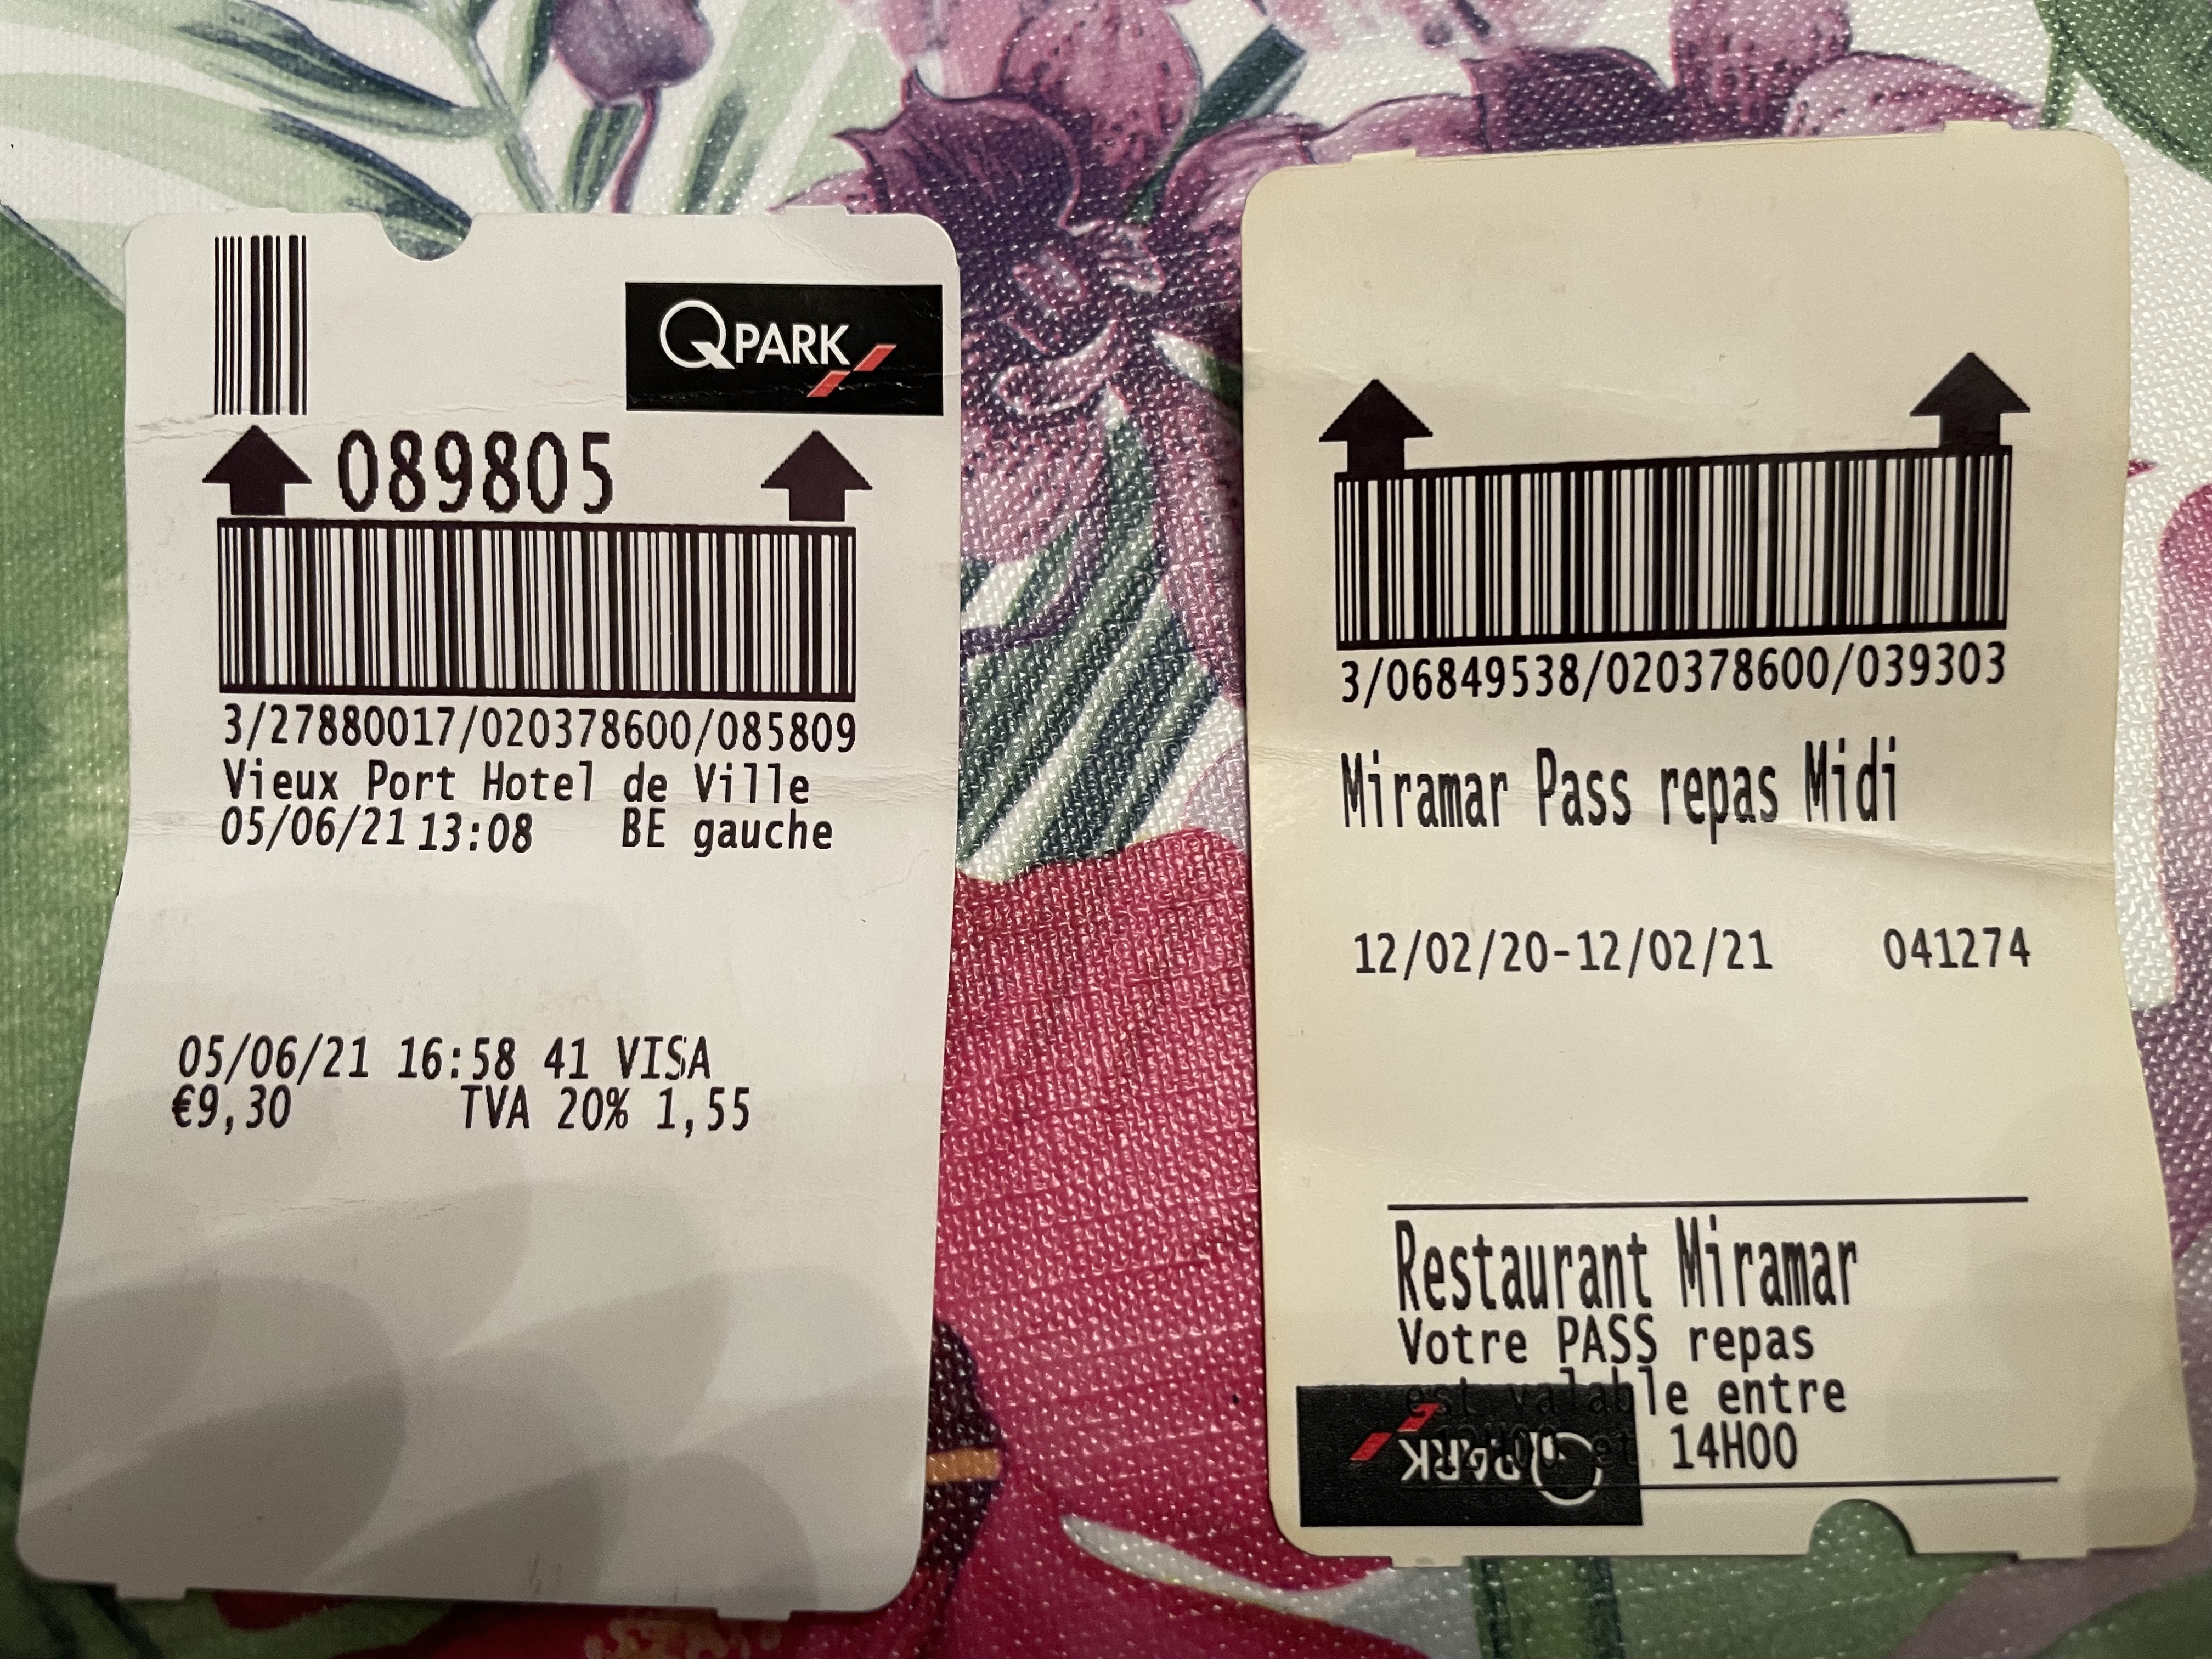 QPARK
089805
3/27880017/020378600/085809
Vieux Port Hotel de Ville
05/06/21 13:08 BE gauche
05/06/21 16:58 41 VISA
€9,30 TVA 20% 1,55
3/06849538/020378600/039303
Miramar Pass repas Midi
12/02/20-12/02/21 041274
Restaurant Miramar
Votre PASS repas
est valable entre
12H00 et 14H00
QPARK